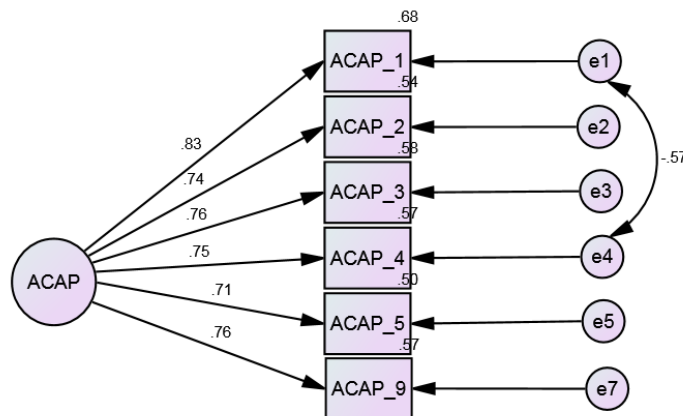 .68
ACAP_1
e1
.54
.83
ACAP_2
e2
-.57
.58
.74
ACAP_3
e3
.76
.57
.75
ACAP_4
e4
ACAP
.50
.71
ACAP_5
e5
.57
.76
ACAP_9
e7